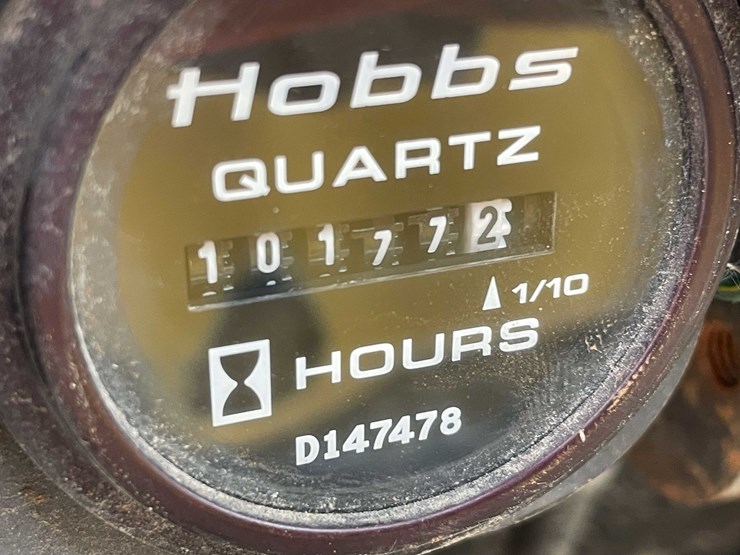 Hobbs
QUARTZ
101772
1/10
HOURS
D147478